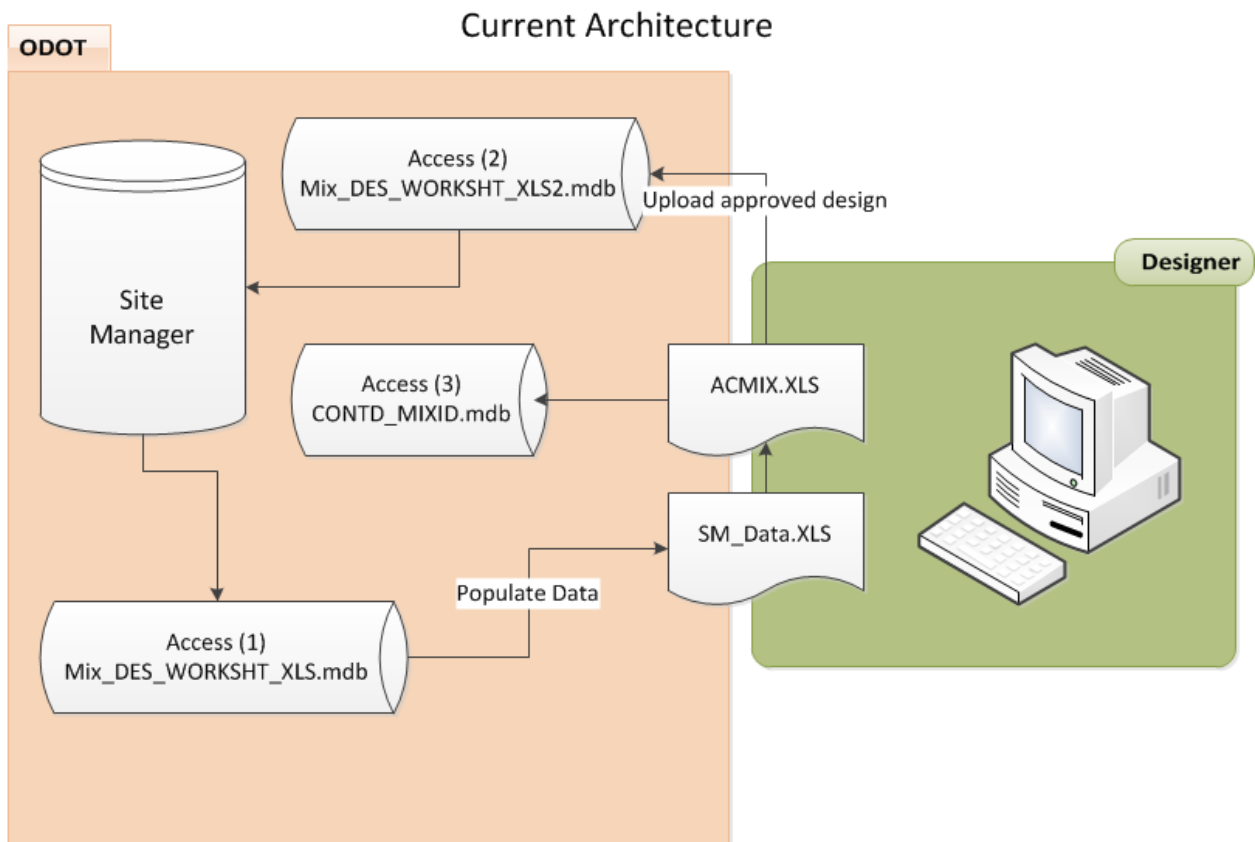 Current Architecture
ODOT
Access (2)
Mix_DES_WORKSHT_XLS2.mdb
Upload approved design
Designer
Site
Manager
Access (3)
CONTD_MIXID.mdb
ACMIX.XLS
SM_Data.XLS
Populate Data
Access (1)
Mix_DES_WORKSHT_XLS.mdb